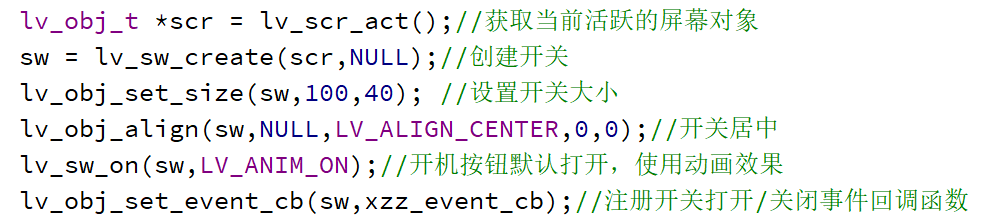 lv_obj_t *scr = lv_scr_act();//获取当前活跃的屏幕对象
sw = lv_sw_create(scr,NULL);//创建开关
lv_obj_set_size(sw,100,40); //设置开关大小
lv_obj_align(sw,NULL,LV_ALIGN_CENTER,0,0);//开关居中
lv_sw_on(sw,LV_ANIM_ON);//开机按钮默认打开，使用动画效果
lv_obj_set_event_cb(sw,xzz_event_cb);//注册开关打开/关闭事件回调函数